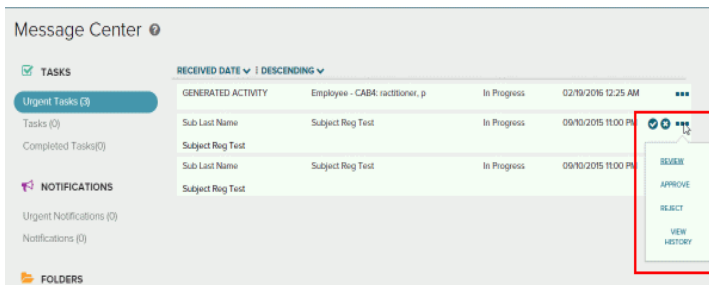 Message Center ?
TASKS
RECEIVED DATE | DESCENDING
Urgent Tasks (3)
GENERATED ACTIVITY Employee - CAB4: ractitioner, p In Progress 02/19/2016 12:25 AM
Tasks (0)
Sub Last Name Subject Reg Test In Progress 09/10/2015 11:00 PM
Completed Tasks(0)
Subject Reg Test
Sub Last Name Subject Reg Test In Progress 09/10/2015 11:00 PM
Subject Reg Test
NOTIFICATIONS
Urgent Notifications (0)
Notifications (0)
FOLDERS
REVIEW
APPROVE
REJECT
VIEW
HISTORY